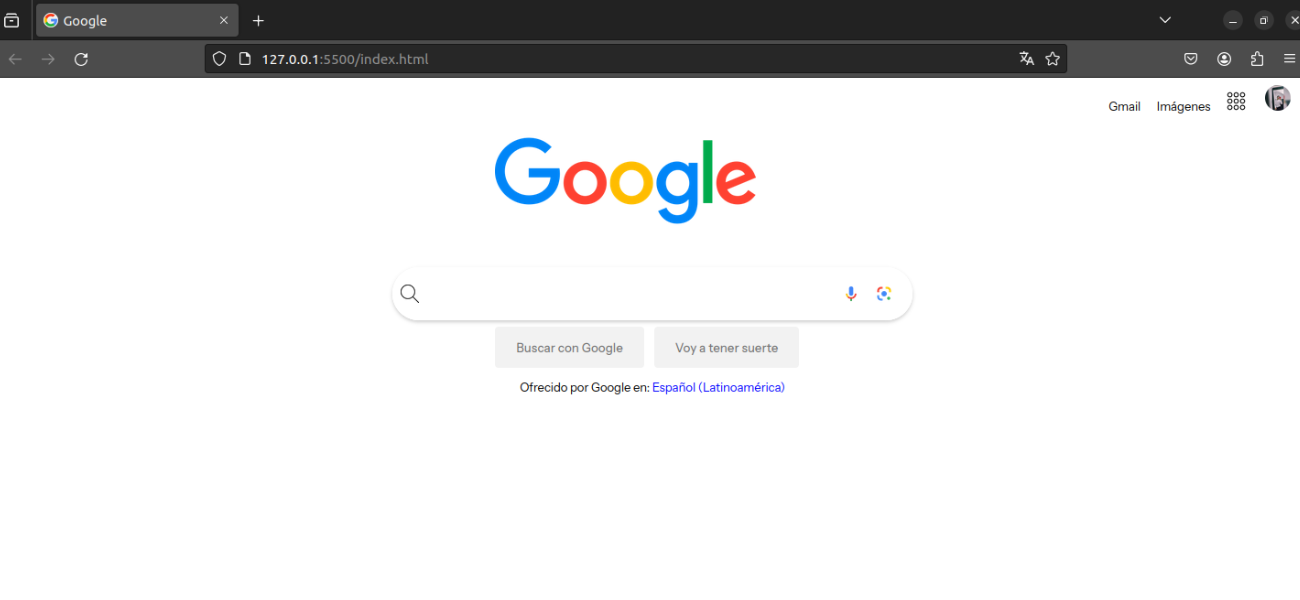 Google
127.0.0.1:5500/index.html
Gmail Imágenes
Google
Buscar con Google Voy a tener suerte
Ofrecido por Google en: Español (Latinoamérica)